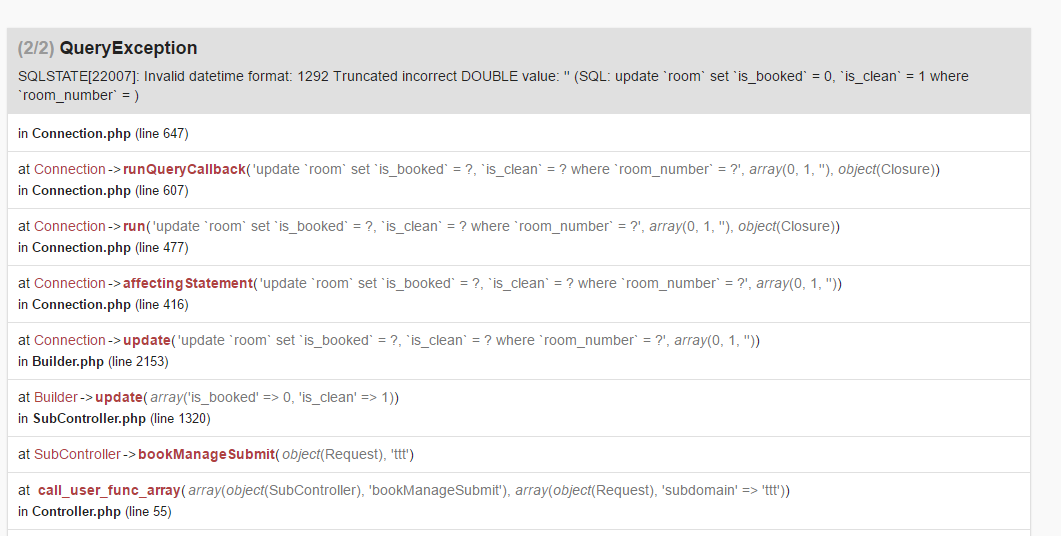 (2/2) QueryException
SQLSTATE[22007]: Invalid datetime format: 1292 Truncated incorrect DOUBLE value: '' (SQL: update `room` set `is_booked` = 0, `is_clean` = 1 where
`room_number` = )
in Connection.php (line 647)
at Connection->runQueryCallback('update `room` set `is_booked` = ?, `is_clean` = ? where `room_number` = ?', array(0, 1, ''), object(Closure))
in Connection.php (line 607)
at Connection->run('update `room` set `is_booked` = ?, `is_clean` = ? where `room_number` = ?', array(0, 1, ''), object(Closure))
in Connection.php (line 477)
at Connection->affectingStatement('update `room` set `is_booked` = ?, `is_clean` = ? where `room_number` = ?', array(0, 1, ''))
in Connection.php (line 416)
at Connection->update('update `room` set `is_booked` = ?, `is_clean` = ? where `room_number` = ?', array(0, 1, ''))
in Builder.php (line 2153)
at Builder->update(array('is_booked' => 0, 'is_clean' => 1))
in SubController.php (line 1320)
at SubController->bookManageSubmit(object(Request), 'ttt')
at call_user_func_array(array(object(SubController), 'bookManageSubmit'), array(object(Request), 'subdomain' => 'ttt'))
in Controller.php (line 55)